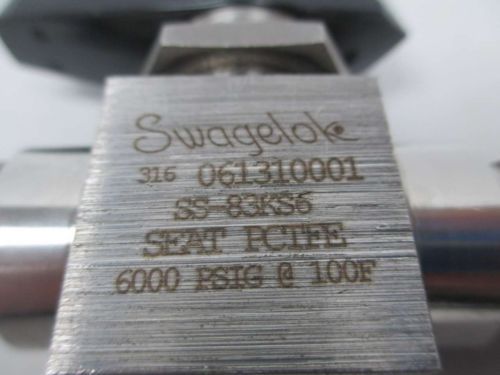 Swagelok
316 061310001
SS-83KS6
SEAT PCTFE
6000 PSIG @ 100F